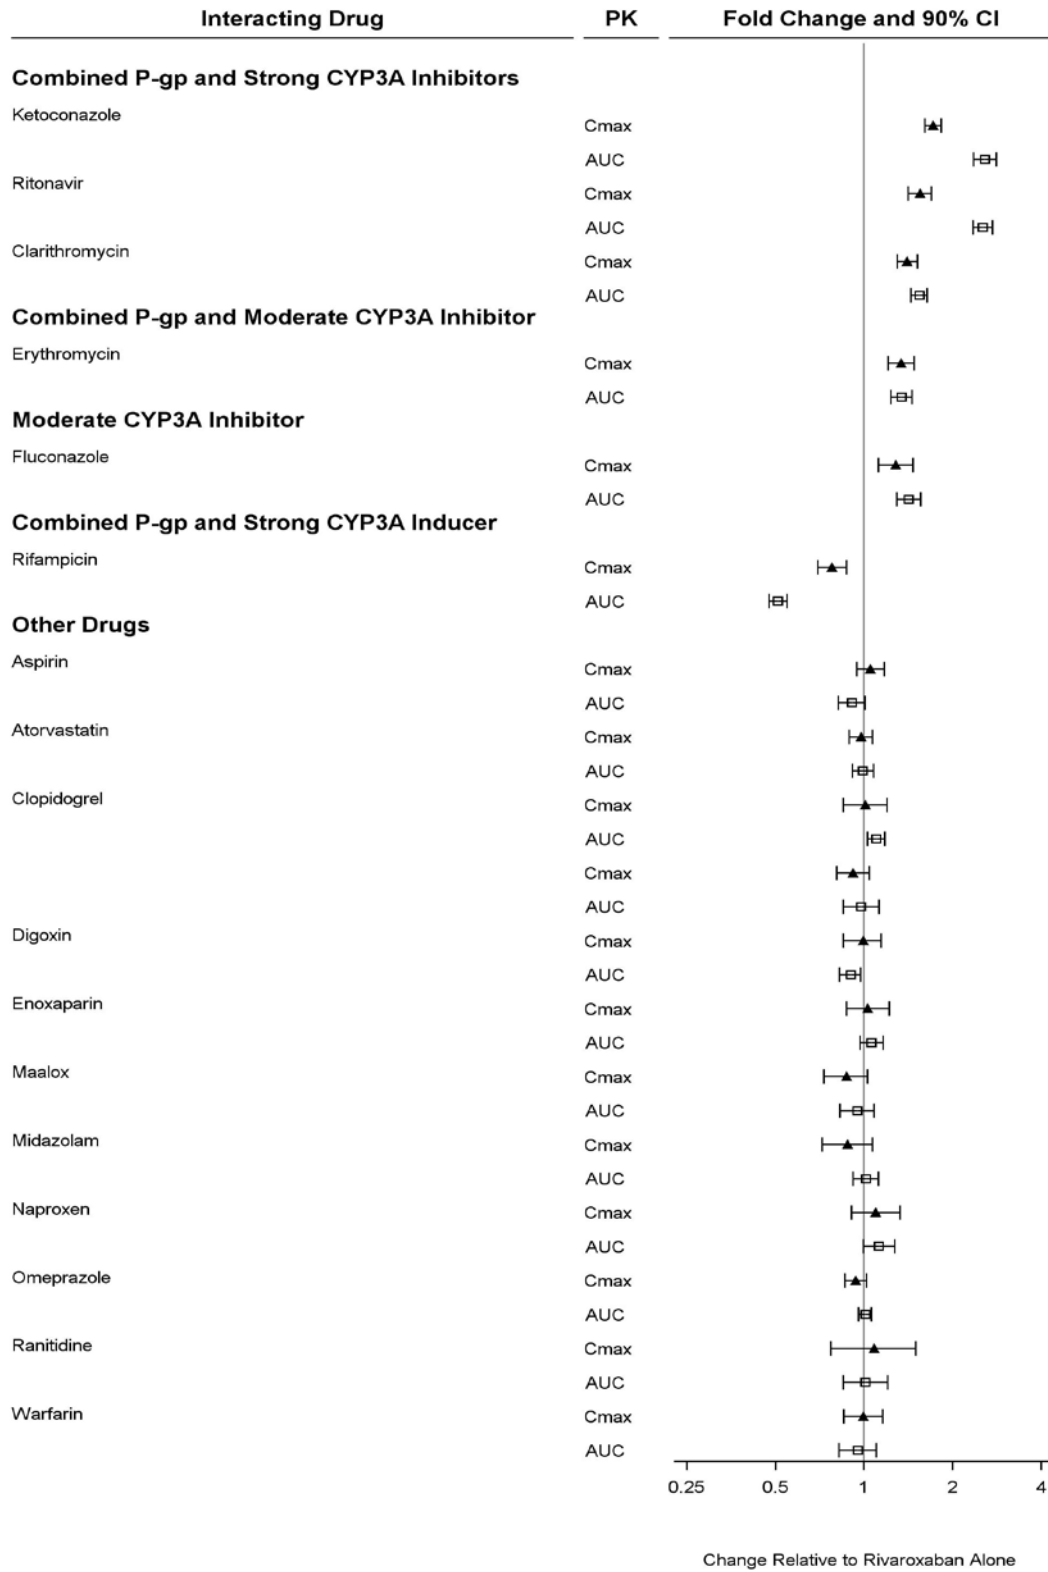 Interacting Drug PK Fold Change and 90% CI
Combined P-gp and Strong CYP3A Inhibitors
Ketoconazole
Cmax
AUC
Ritonavir
Cmax
AUC
Clarithromycin
Cmax
AUC
Combined P-gp and Moderate CYP3A Inhibitor
Erythromycin
Cmax
AUC
Moderate CYP3A Inhibitor
Fluconazole
Cmax
AUC
Combined P-gp and Strong CYP3A Inducer
Rifampicin
Cmax
AUC
Other Drugs
Aspirin
Cmax
AUC
Atorvastatin
Cmax
AUC
Clopidogrel
Cmax
AUC
Cmax
AUC
Digoxin
Cmax
AUC
Enoxaparin
Cmax
AUC
Maalox
Cmax
AUC
Midazolam
Cmax
AUC
Naproxen
Cmax
AUC
Omeprazole
Cmax
AUC
Ranitidine
Cmax
AUC
Warfarin
Cmax
AUC
0.25 0.5 1 2 4
Change Relative to Rivaroxaban Alone